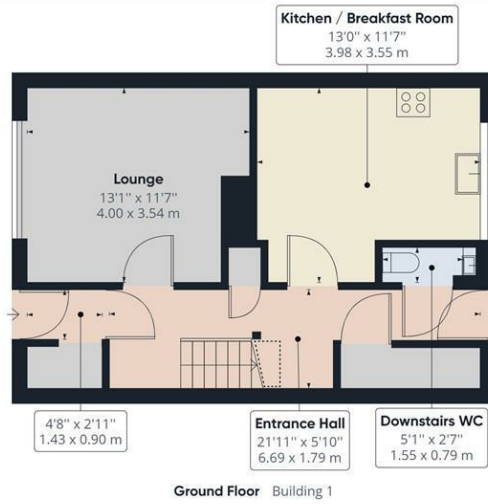 Kitchen / Breakfast Room
13'0" x 11'7"
3.98 x 3.55 m
Lounge
13'1" x 11'7"
4.00 x 3.54 m
4'8" x 2'11"
1.43 x 0.90 m
Entrance Hall
21'11" x 5'10"
6.69 x 1.79 m
Downstairs WC
5'1" x 2'7"
1.55 x 0.79 m
Ground Floor Building 1